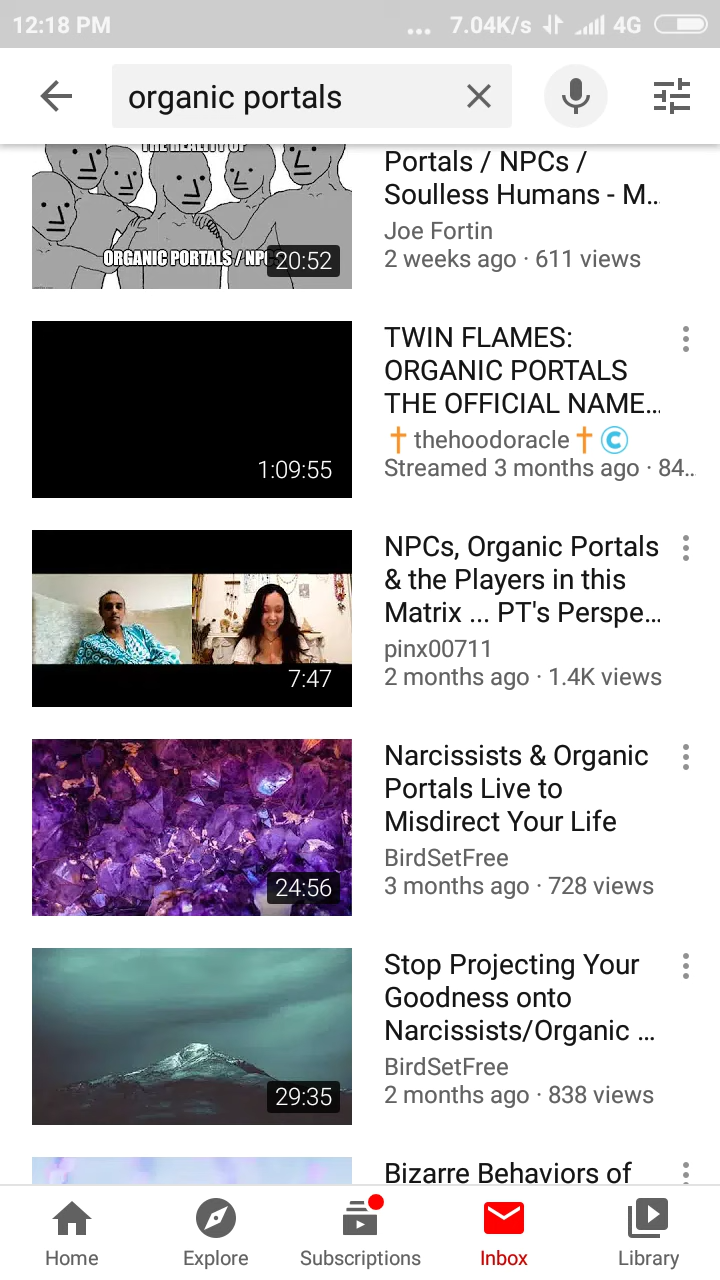 12:18 PM
... 7.04K/s 4G
organic portals
THE REALITY OF
ORGANIC PORTALS / NP
20:52
Portals / NPCs /
Soulless Humans - M...
Joe Fortin
2 weeks ago · 611 views
1:09:55
TWIN FLAMES:
ORGANIC PORTALS
THE OFFICIAL NAME...
thehoodoracle C
Streamed 3 months ago · 84...
7:47
NPCs, Organic Portals
& the Players in this
Matrix ... PT's Perspe...
pinx00711
2 months ago · 1.4K views
24:56
Narcissists & Organic
Portals Live to
Misdirect Your Life
BirdSetFree
3 months ago · 728 views
29:35
Stop Projecting Your
Goodness onto
Narcissists/Organic ...
BirdSetFree
2 months ago · 838 views
Bizarre Behaviors of
Home
Explore
Subscriptions
Inbox
Library